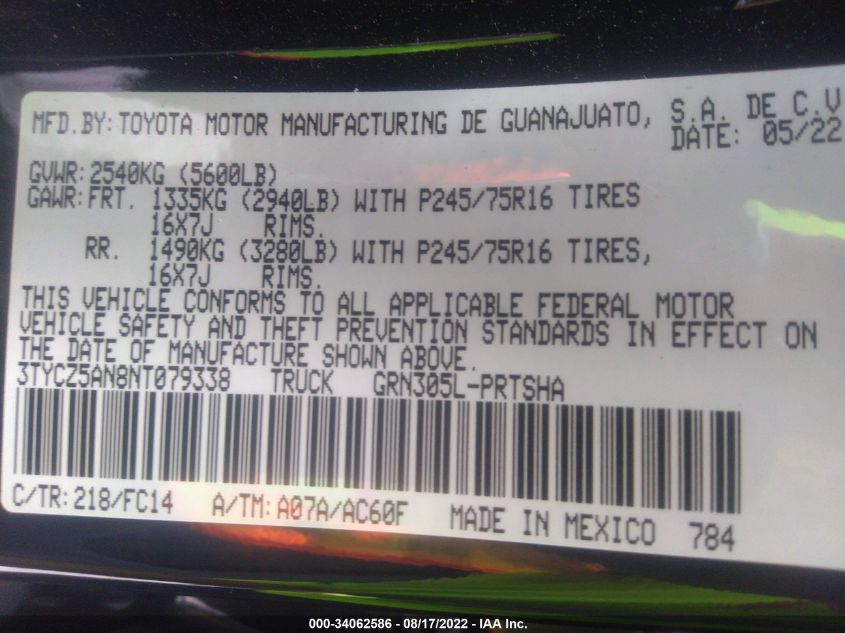 MFD.BY: TOYOTA MOTOR MANUFACTURING DE GUANAJUATO, S.A. DE C.V
DATE: 05/22
GVWR: 2540KG (5600LB)
GAWR: FRT. 1335KG (2940LB) WITH P245/75R16 TIRES
16X7J RIMS.
RR. 1490KG (3280LB) WITH P245/75R16 TIRES,
16X7J RIMS.
THIS VEHICLE CONFORMS TO ALL APPLICABLE FEDERAL MOTOR
VEHICLE SAFETY AND THEFT PREVENTION STANDARDS IN EFFECT ON
THE DATE OF MANUFACTURE SHOWN ABOVE.
3TYCZ5AN8NT079338 TRUCK GRN305L-PRTSHA
C/TR: 218/FC14 A/TM: A07A/AC60F MADE IN MEXICO 784
000-34062586 - 08/17/2022 - IAA Inc.